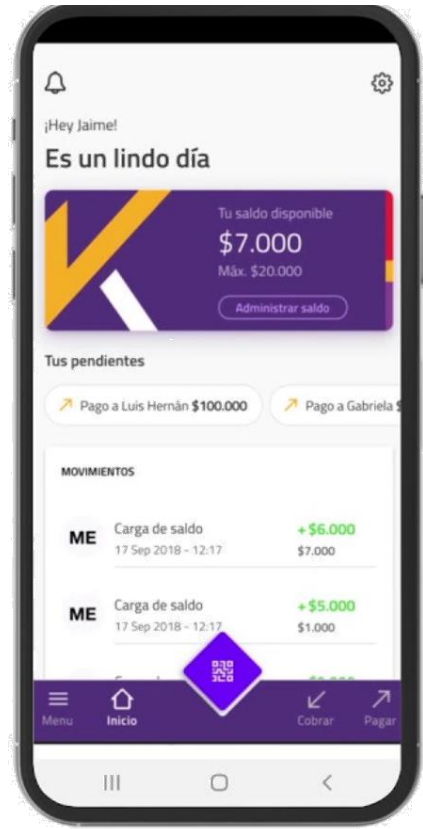 ¡Hey Jaime!
Es un lindo día
Tu saldo disponible
$7.000
Máx. $20.000
Administrar saldo
Tus pendientes
Pago a Luis Hernán $100.000
Pago a Gabriela
MOVIMIENTOS
ME Carga de saldo +$6.000
17 Sep 2018 - 12:17 $7.000
ME Carga de saldo +$5.000
17 Sep 2018 - 12:17 $1.000
Menu Inicio Cobrar Pagar